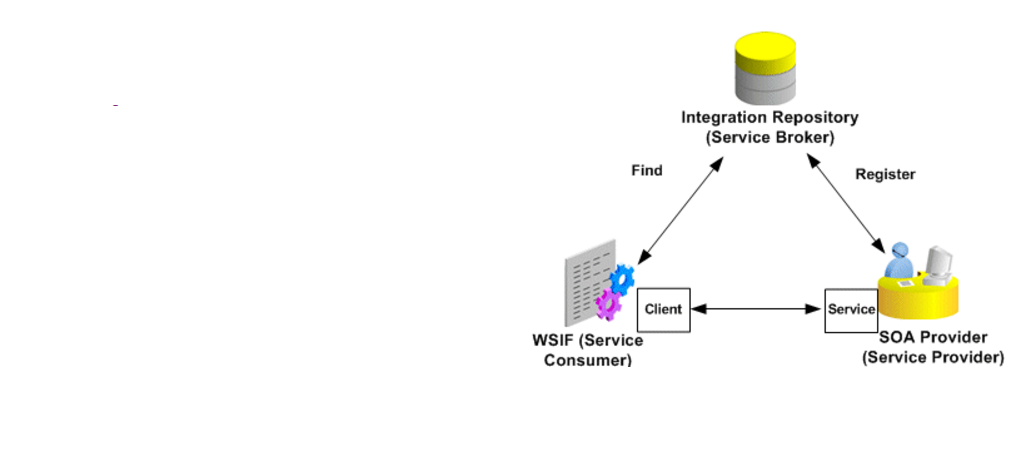 Integration Repository
(Service Broker)
Find
Register
Client
Service
WSIF (Service
Consumer)
SOA Provider
(Service Provider)